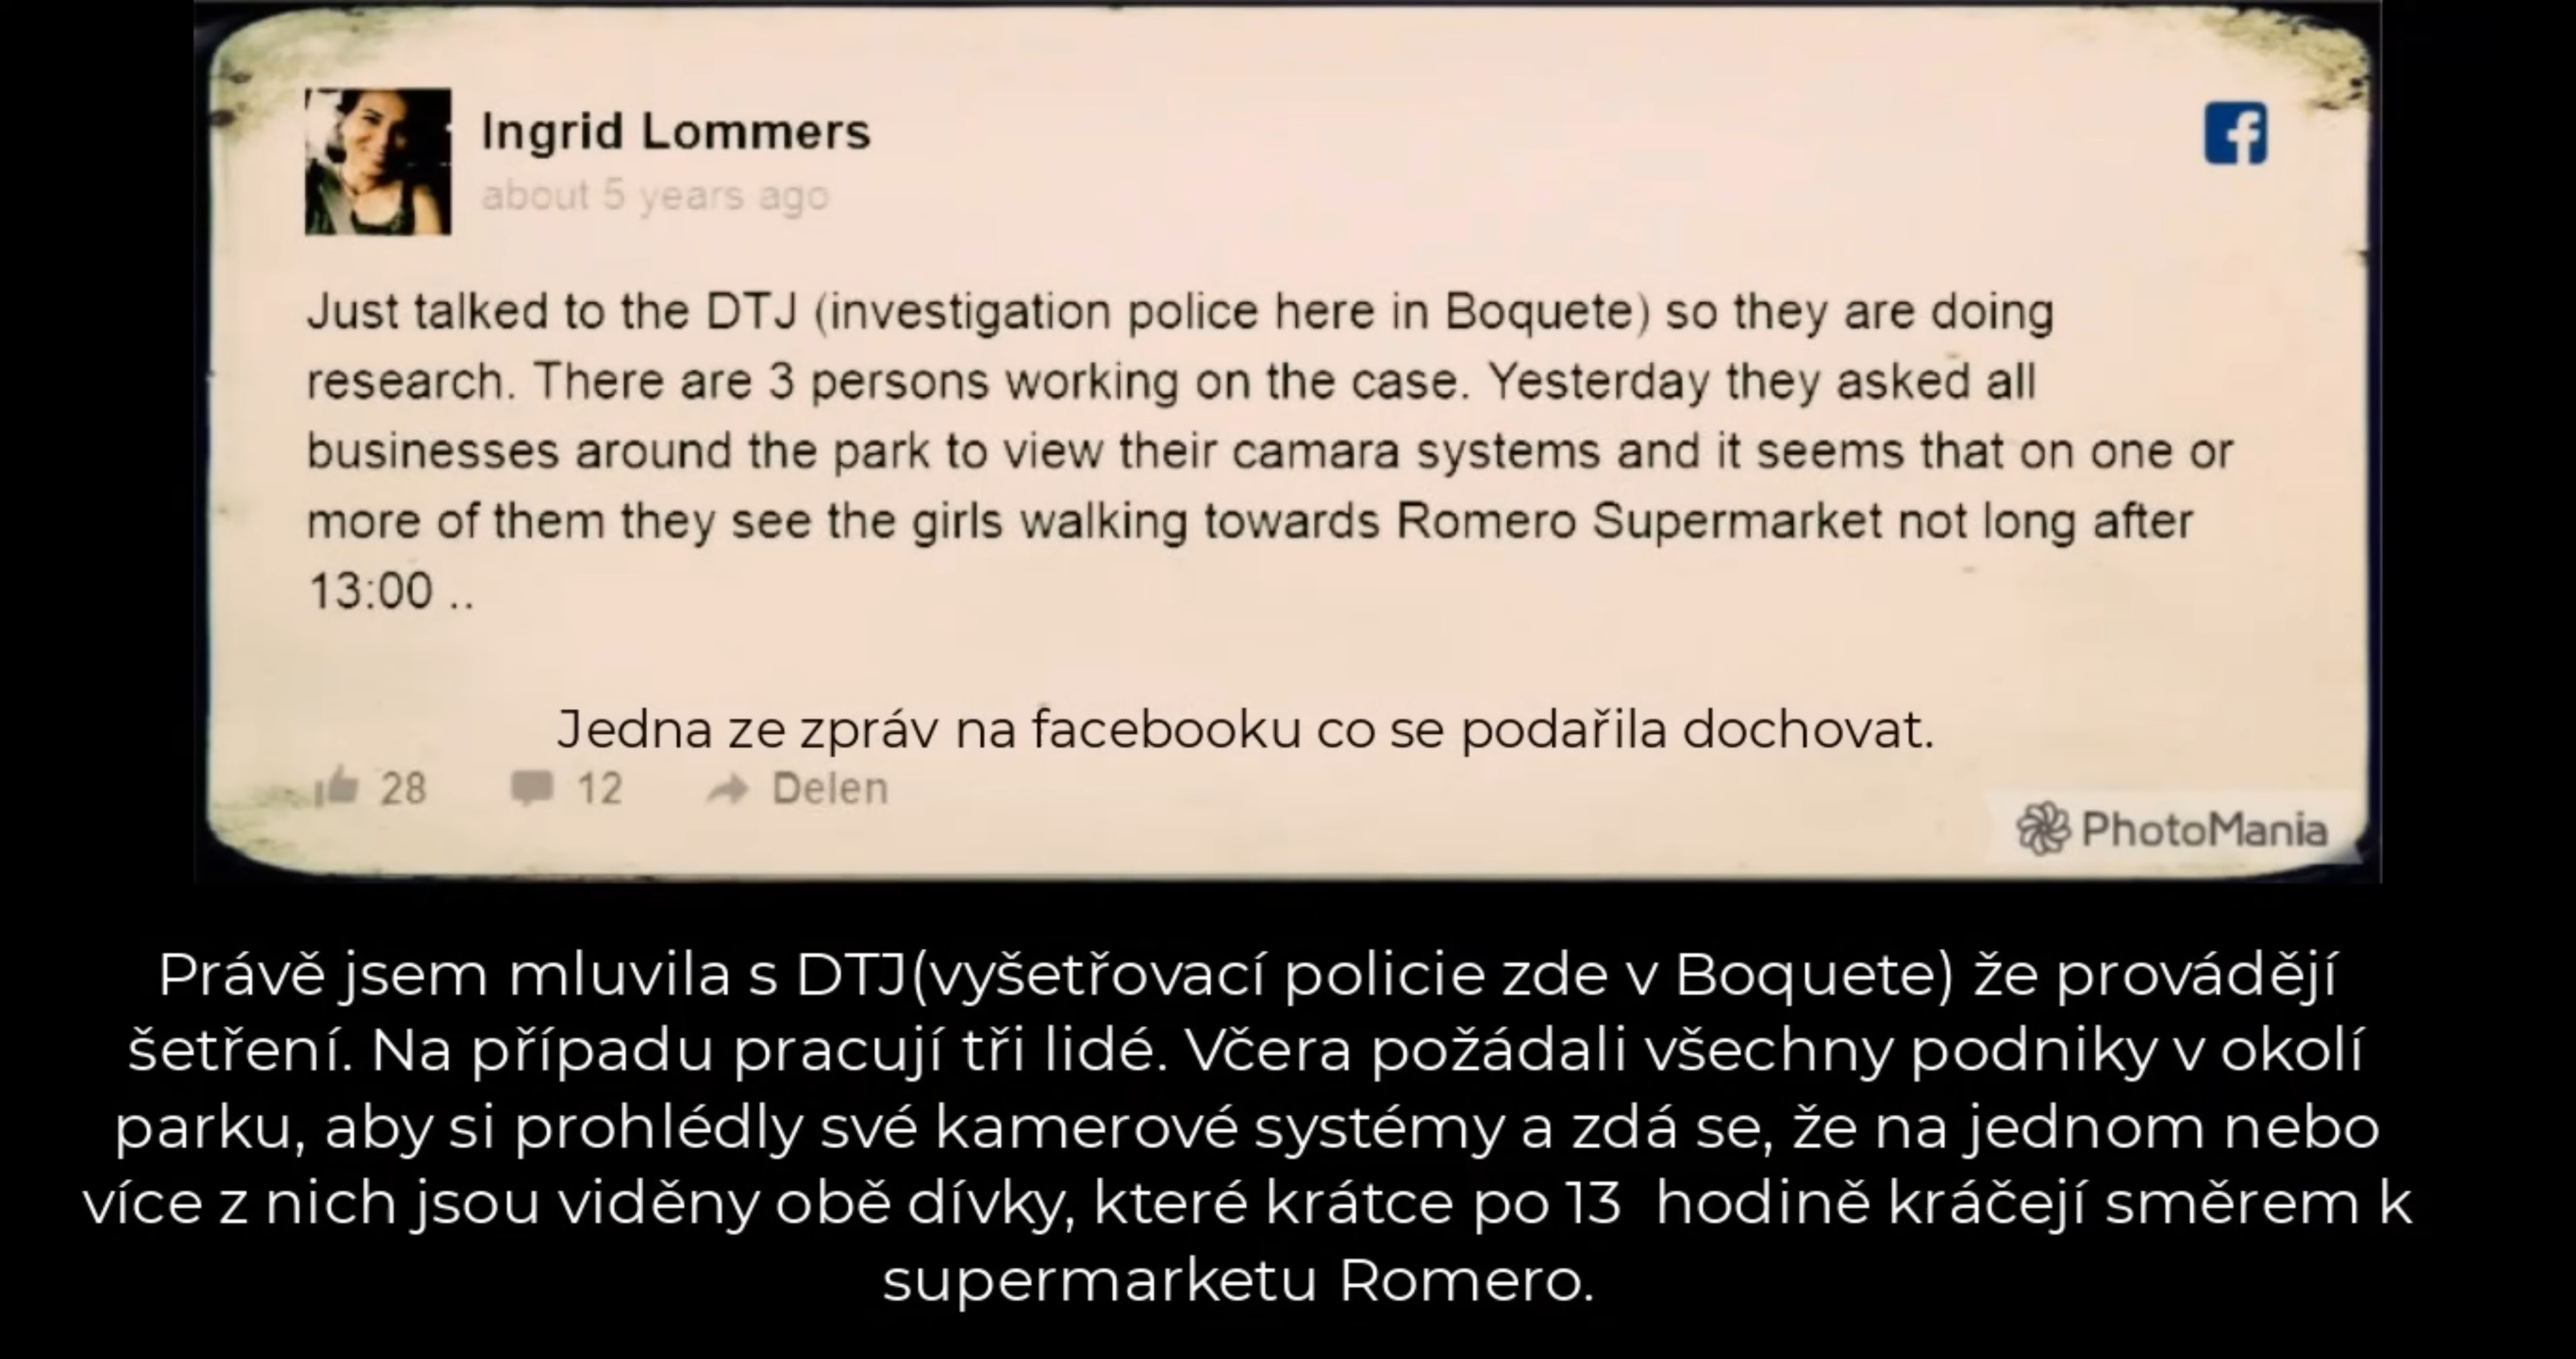 Ingrid Lommers
about 5 years ago
Just talked to the DTJ (investigation police here in Boquete) so they are doing
research. There are 3 persons working on the case. Yesterday they asked all
businesses around the park to view their camara systems and it seems that on one or
more of them they see the girls walking towards Romero Supermarket not long after
13:00 ..
Jedna ze zpráv na facebooku co se podařila dochovat.
28 12 Delen
PhotoMania
Právě jsem mluvila s DTJ(vyšetřovací policie zde v Boquete) že provádějí
šetření. Na případu pracují tři lidé. Včera požádali všechny podniky v okolí
parku, aby si prohlédly své kamerové systémy a zdá se, že na jednom nebo
více z nich jsou viděny obě dívky, které krátce po 13 hodině kráčejí směrem k
supermarketu Romero.